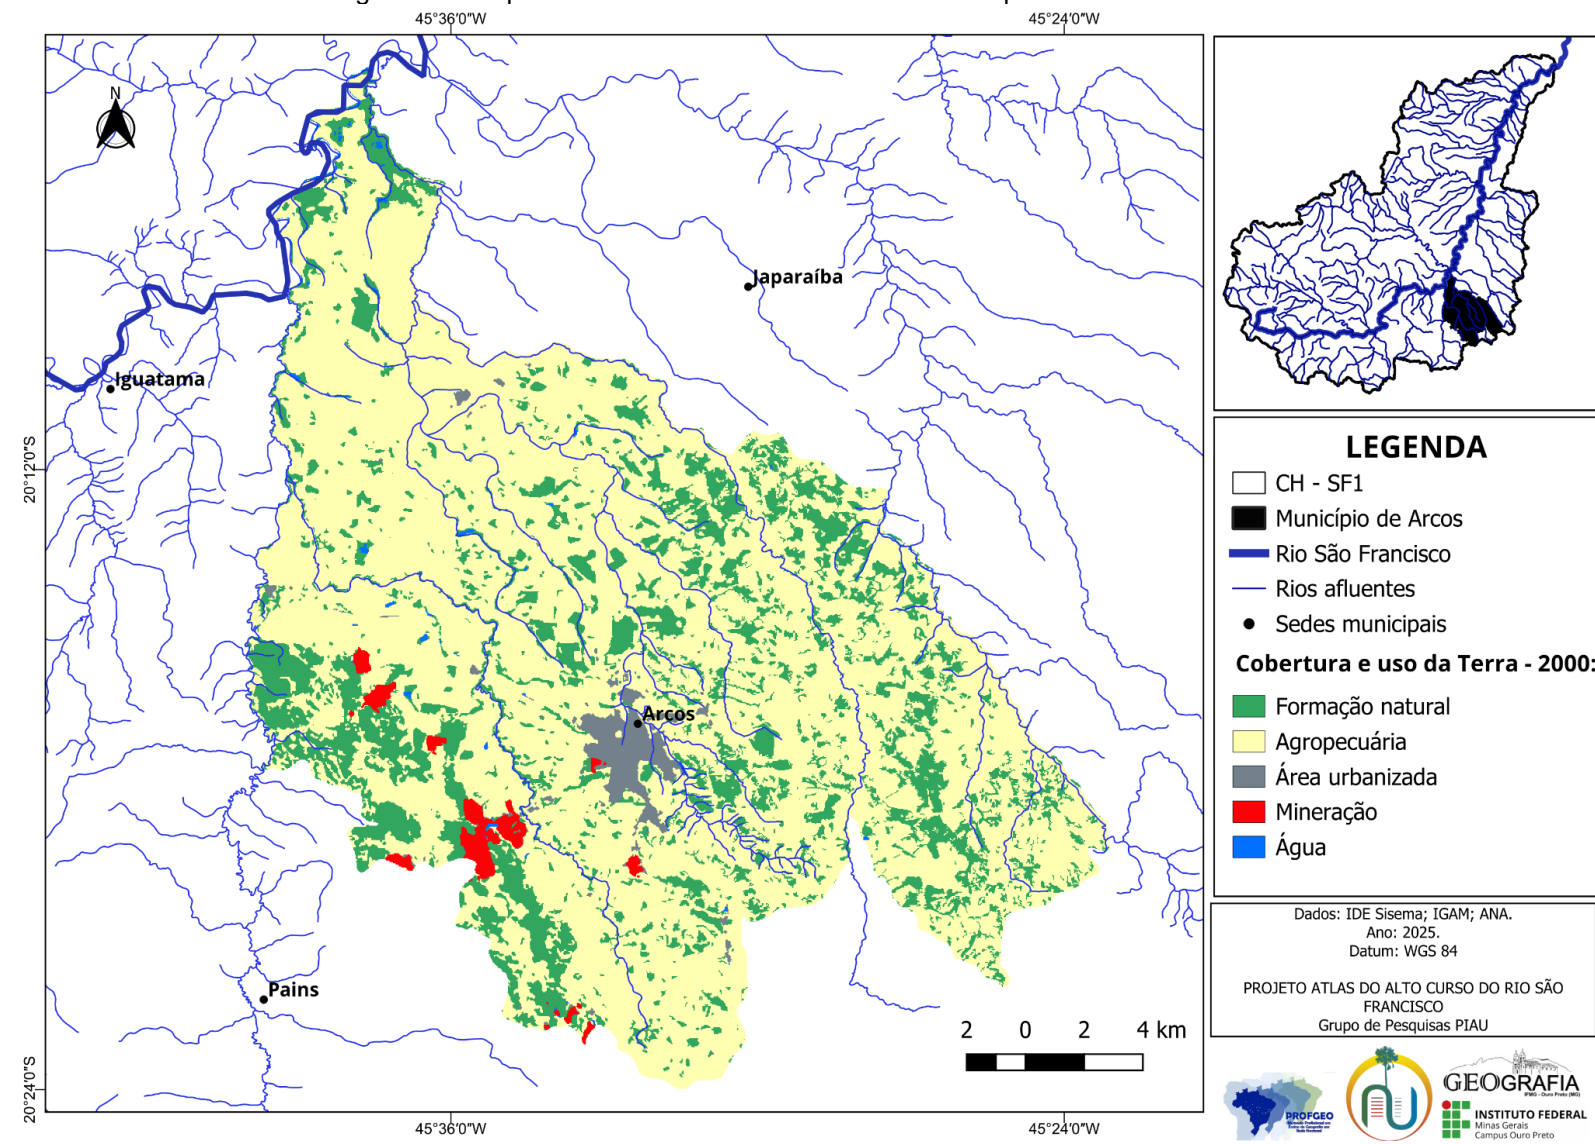 45°36'0"W
45°24'0"W
N
Japaraíba
Iguatama
20°12'0"S
Arcos
Pains
2 0 2 4 km
20°24'0"S
45°36'0"W
45°24'0"W
LEGENDA
CH - SF1
Município de Arcos
Rio São Francisco
Rios afluentes
Sedes municipais
Cobertura e uso da Terra - 2000:
Formação natural
Agropecuária
Área urbanizada
Mineração
Água
Dados: IDE Sisema; IGAM; ANA.
Ano: 2025.
Datum: WGS 84
PROJETO ATLAS DO ALTO CURSO DO RIO SÃO
FRANCISCO
Grupo de Pesquisas PIAU
PROFGEO
GEOGRAFIA
IFMG - Ouro Preto (MG)
INSTITUTO FEDERAL
Minas Gerais
Campus Ouro Preto